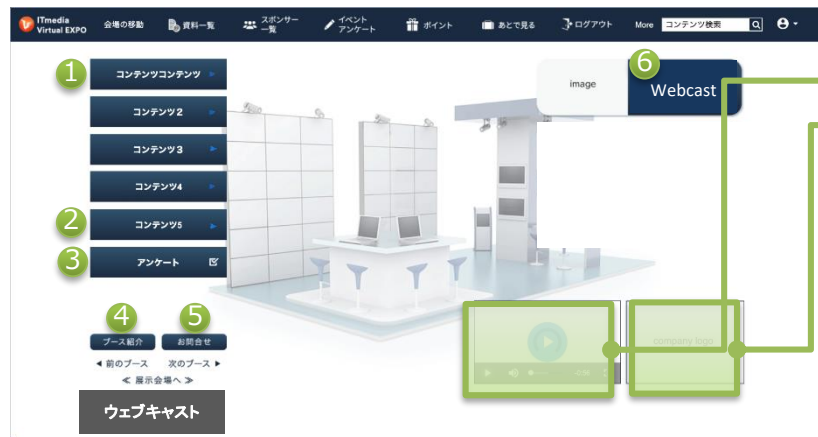 ITmedia
Virtual EXPO
会場の移動
資料一覧
スポンサー
一覧
イベント
アンケート
ポイント
あとで見る
ログアウト
More
コンテンツ検索
1
コンテンツコンテンツ
コンテンツ2
コンテンツ3
コンテンツ4
2
コンテンツ5
3
アンケート
image
6
Webcast
4
5
ブース紹介
お問合せ
前のブース
次のブース
≪ 展示会場へ ≫
ウェブキャスト
company logo